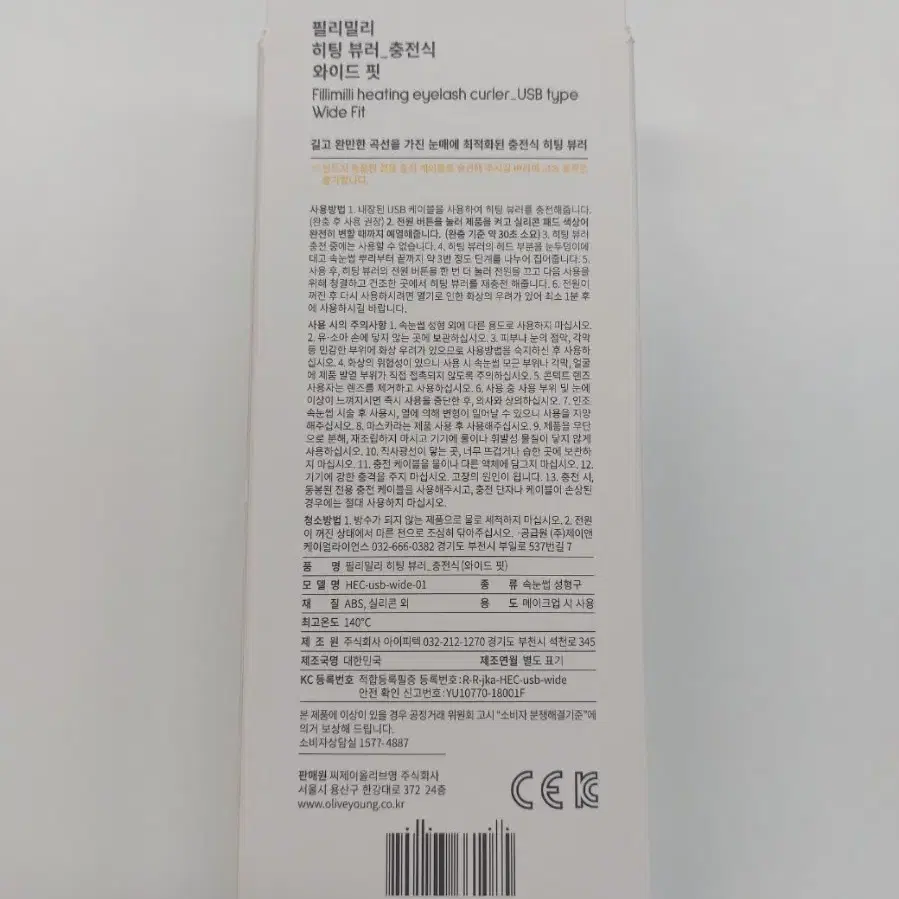 필리밀리
히팅 뷰러_충전식
와이드 핏
Fillimilli heating eyelash curler_USB type
Wide Fit
길고 완만한 곡선을 가진 눈매에 최적화된 충전식 히팅 뷰러
사용방법 1. 내장된 USB 케이블을 사용하여 히팅 뷰러를 충전해줍니다.
(완충 후 사용 권장) 2. 전원 버튼을 눌러 제품을 켜고 실리콘 패드 색상이
완전히 변할 때까지 예열해줍니다. (완충 기준 약 30초 소요) 3. 히팅 뷰러
충전 중에는 사용할 수 없습니다. 4. 히팅 뷰러의 헤드 부분을 눈두덩이에
대고 속눈썹 뿌리부터 끝까지 약 3번 정도 단계를 나누어 집어줍니다. 5.
사용 후, 히팅 뷰러의 전원 버튼을 한 번 더 눌러 전원을 끄고 다음 사용을
위해 청결하고 건조한 곳에서 히팅 뷰러를 재충전 해줍니다. 6. 전원이
꺼진 후 다시 사용하시려면 열기로 인한 화상의 우려가 있어 최소 1분 후
에 사용하시길 바랍니다.
사용 시의 주의사항 1. 속눈썹 성형 외에 다른 용도로 사용하지 마십시오.
2. 유·소아 손에 닿지 않는 곳에 보관하십시오. 3. 피부나 눈의 점막, 각막
등 민감한 부위에 화상 우려가 있으므로 사용방법을 숙지하신 후 사용하
십시오. 4. 화상의 위험성이 있으니 사용 시 속눈썹 모근 부위나 각막, 얼굴
에 제품 발열 부위가 직접 접촉되지 않도록 주의하십시오. 5. 콘택트 렌즈
사용자는 렌즈를 제거하고 사용하십시오. 6. 사용 중 사용 부위 및 눈에
이상이 느껴지시면 즉시 사용을 중단한 후, 의사와 상의하십시오. 7. 인조
속눈썹 시술 후 사용시, 열에 의해 변형이 일어날 수 있으니 사용을 지양
해주십시오. 8. 마스카라는 제품 사용 후 사용해주십시오. 9. 제품을 무단
으로 분해, 재조립하지 마시고 기기에 물이나 휘발성 물질이 닿지 않게
사용하십시오. 10. 직사광선이 닿는 곳, 너무 뜨겁거나 습한 곳에 보관하
지 마십시오. 11. 충전 케이블을 물이나 다른 액체에 담그지 마십시오. 12.
기기에 강한 충격을 주지 마십시오. 고장의 원인이 됩니다. 13. 충전 시,
동봉된 전용 충전 케이블을 사용해주시고, 충전 단자나 케이블이 손상된
경우에는 절대 사용하지 마십시오.
청소방법 1. 방수가 되지 않는 제품으로 물로 세척하지 마십시오. 2. 전원
이 꺼진 상태에서 마른 천으로 조심히 닦아주십시오. ·공급원 (주)제이앤
케이얼라이언스 032-666-0382 경기도 부천시 부일로 537번길 7
품 명 필리밀리 히팅 뷰러_충전식(와이드 핏)
모 델 명 HEC-usb-wide-01 종 류 속눈썹 성형구
재 질 ABS, 실리콘 외 용 도 메이크업 시 사용
최고온도 140℃
제 조 원 주식회사 아이피텍 032-212-1270 경기도 부천시 석천로 345
제조국명 대한민국 제조연월 별도 표기
KC 등록번호 적합등록필증 등록번호:R-R-jka-HEC-usb-wide
안전 확인 신고번호:YU10770-18001F
본 제품에 이상이 있을 경우 공정거래 위원회 고시 "소비자 분쟁해결기준"에
의거 보상해 드립니다.
소비자상담실 1577-4887
판매원 씨제이올리브영 주식회사
서울시 용산구 한강대로 372 24층
www.oliveyoung.co.kr
CE KC